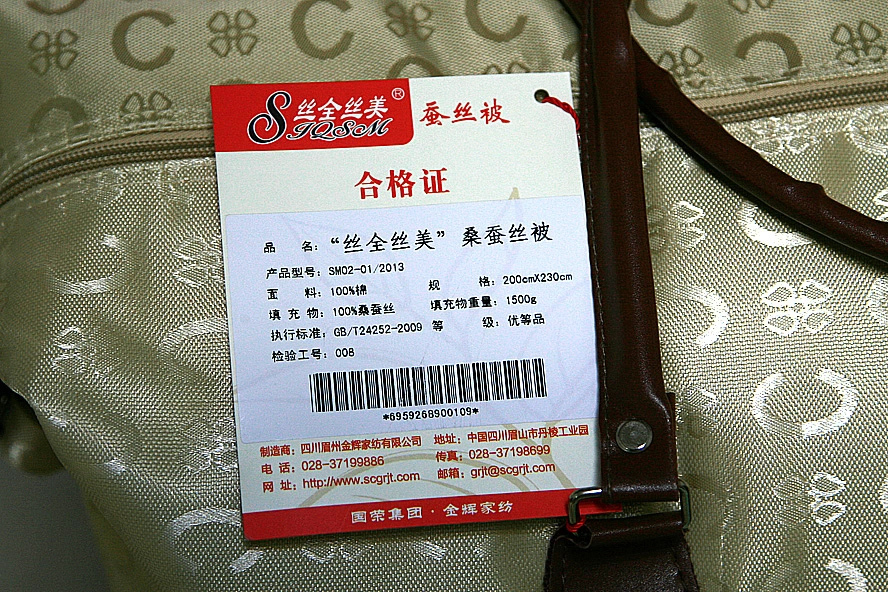 丝全丝美® 蚕丝被
SIQSM
合格证
品 名：“丝全丝美” 桑蚕丝被
产品型号：SM02-01/2013
面 料：100%棉 规 格：200cmX230cm
填 充 物：100%桑蚕丝 填充物重量：1500g
执行标准：GB/T24252-2009 等 级：优等品
检验工号：008
*6959268900109*
制造商：四川眉州金辉家纺有限公司 地址：中国四川眉山市丹棱工业园
电 话：028-37199886 传真：028-37198699
网 址：http://www.scgrjt.com 邮箱：grjt@scgrjt.com
国荣集团·金辉家纺